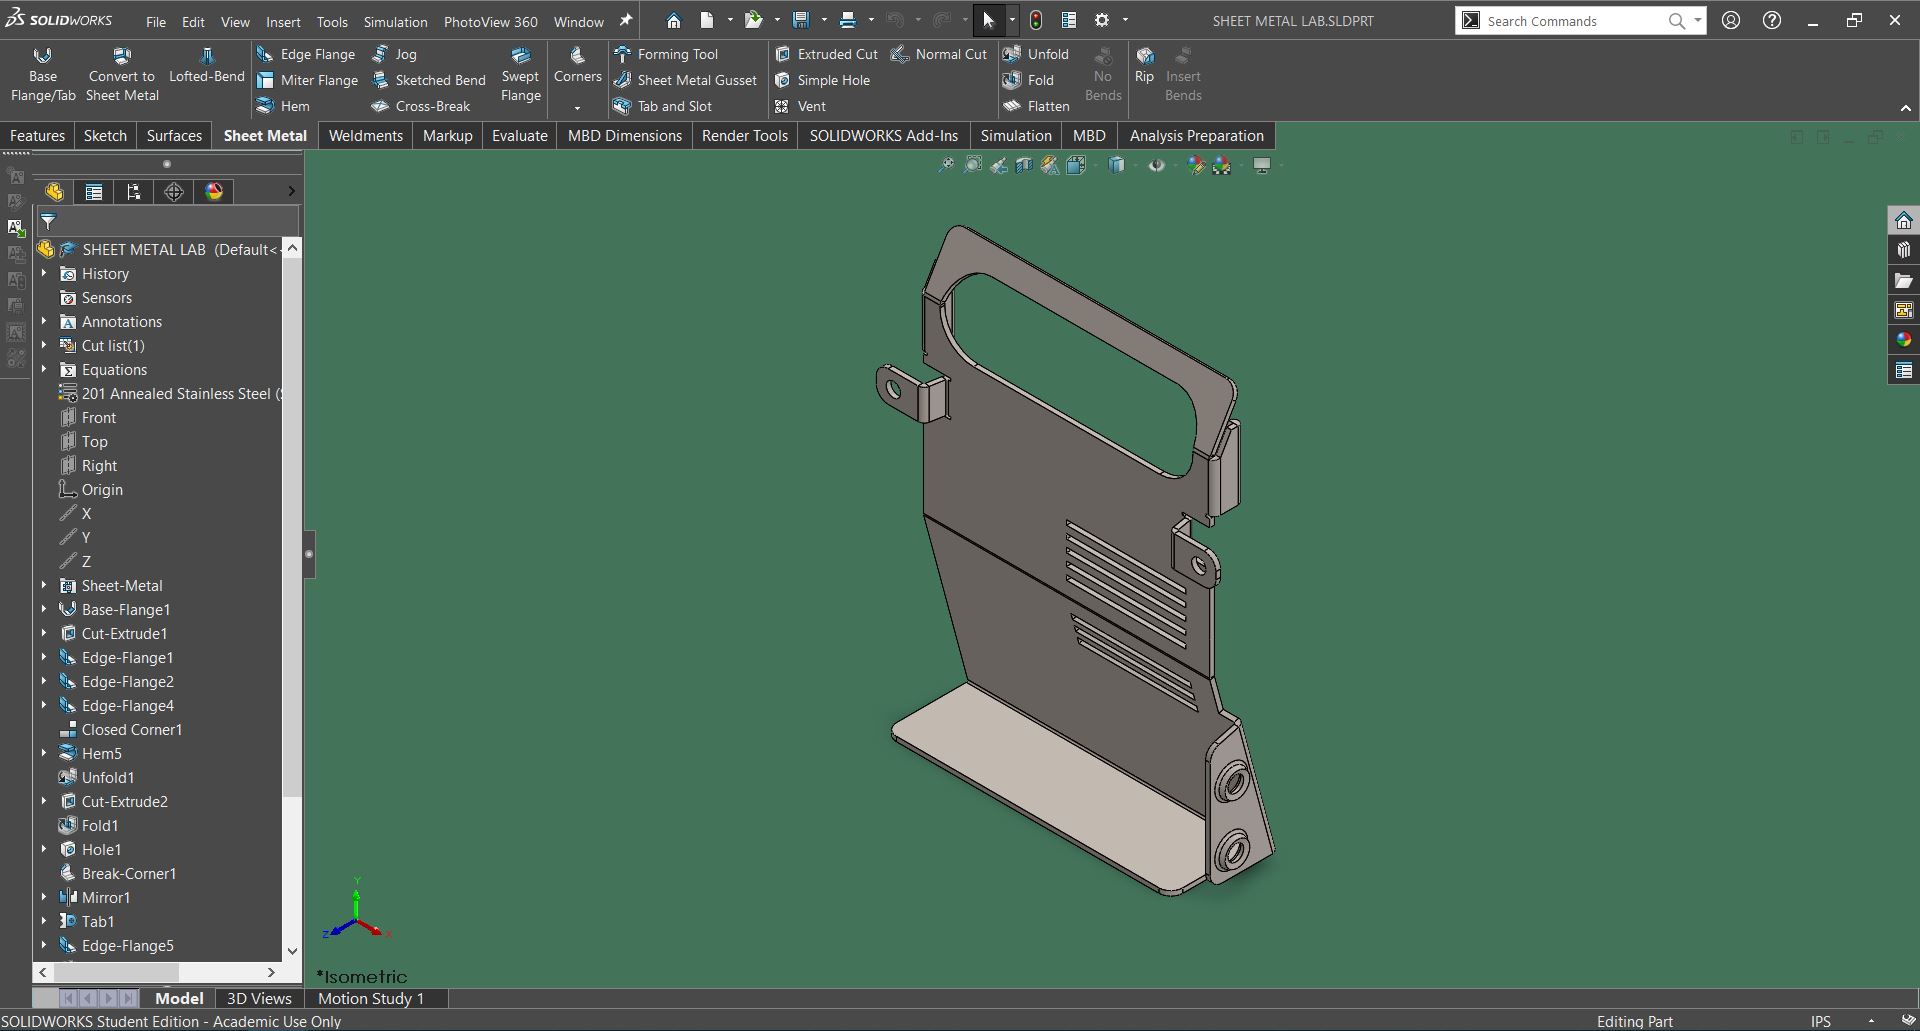 SOLIDWORKS File Edit View Insert Tools Simulation PhotoView 360 Window SHEET METAL LAB.SLDPRT Search Commands
Base Flange/Tab
Convert to Sheet Metal
Lofted-Bend
Edge Flange
Miter Flange
Hem
Jog
Sketched Bend
Cross-Break
Swept Flange
Corners
Forming Tool
Sheet Metal Gusset
Tab and Slot
Extruded Cut
Simple Hole
Vent
Normal Cut
Unfold
Fold
Flatten
No Bends
Rip
Insert Bends
Features Sketch Surfaces Sheet Metal Weldments Markup Evaluate MBD Dimensions Render Tools SOLIDWORKS Add-Ins Simulation MBD Analysis Preparation
SHEET METAL LAB (Default<
History
Sensors
Annotations
Cut list(1)
Equations
201 Annealed Stainless Steel (
Front
Top
Right
Origin
X
Y
Z
Sheet-Metal
Base-Flange1
Cut-Extrude1
Edge-Flange1
Edge-Flange2
Edge-Flange4
Closed Corner1
Hem5
Unfold1
Cut-Extrude2
Fold1
Hole1
Break-Corner1
Mirror1
Tab1
Edge-Flange5
Y
Z X
*Isometric
Model 3D Views Motion Study 1
SOLIDWORKS Student Edition - Academic Use Only Editing Part IPS